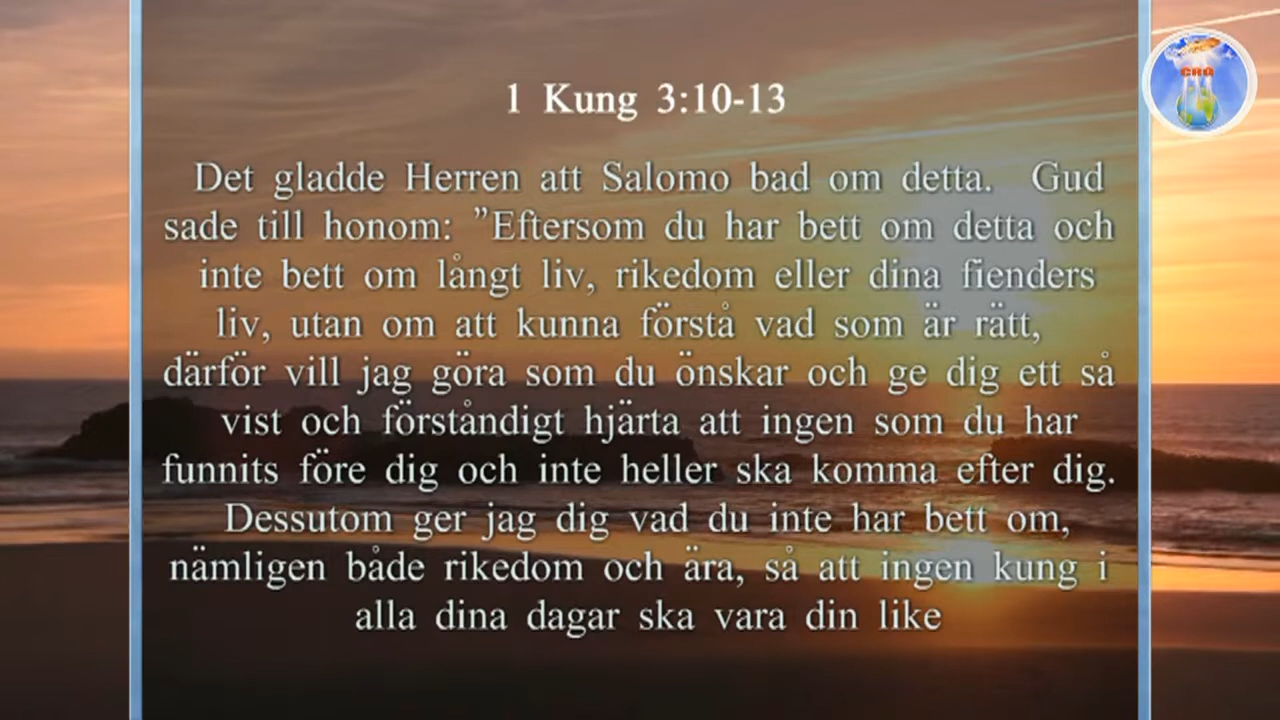 CRO
1 Kung 3:10-13
Det gladde Herren att Salomo bad om detta. Gud
sade till honom: ”Eftersom du har bett om detta och
inte bett om långt liv, rikedom eller dina fienders
liv, utan om att kunna förstå vad som är rätt,
därför vill jag göra som du önskar och ge dig ett så
vist och förståndigt hjärta att ingen som du har
funnits före dig och inte heller ska komma efter dig.
Dessutom ger jag dig vad du inte har bett om,
nämligen både rikedom och ära, så att ingen kung i
alla dina dagar ska vara din like